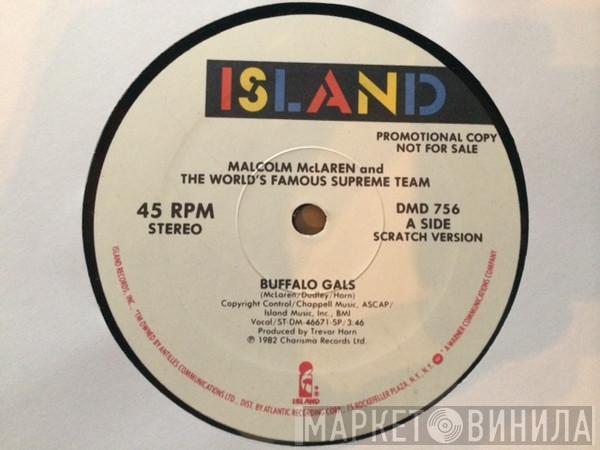 ISLAND
PROMOTIONAL COPY
NOT FOR SALE
MALCOLM McLAREN and
THE WORLD'S FAMOUS SUPREME TEAM
45 RPM
STEREO
DMD 756
A SIDE
SCRATCH VERSION
BUFFALO GALS
(McLaren/Dudley/Horn)
Copyright Control/Chappell Music, ASCAP/
Island Music, Inc., BMI
Vocal/ST-DM-46671-SP/3:46
Produced by Trevor Horn
℗ 1982 Charisma Records Ltd.
ISLAND
ISLAND RECORDS, INC. ... *TM OWNED BY ANTILLES COMMUNICATIONS LTD., DIST. BY ATLANTIC RECORDING CORP., 75 ROCKEFELLER PLAZA, N.Y., N.Y. * A WARNER COMMUNICATIONS COMPANY
МАРКЕТ ВИНИЛА